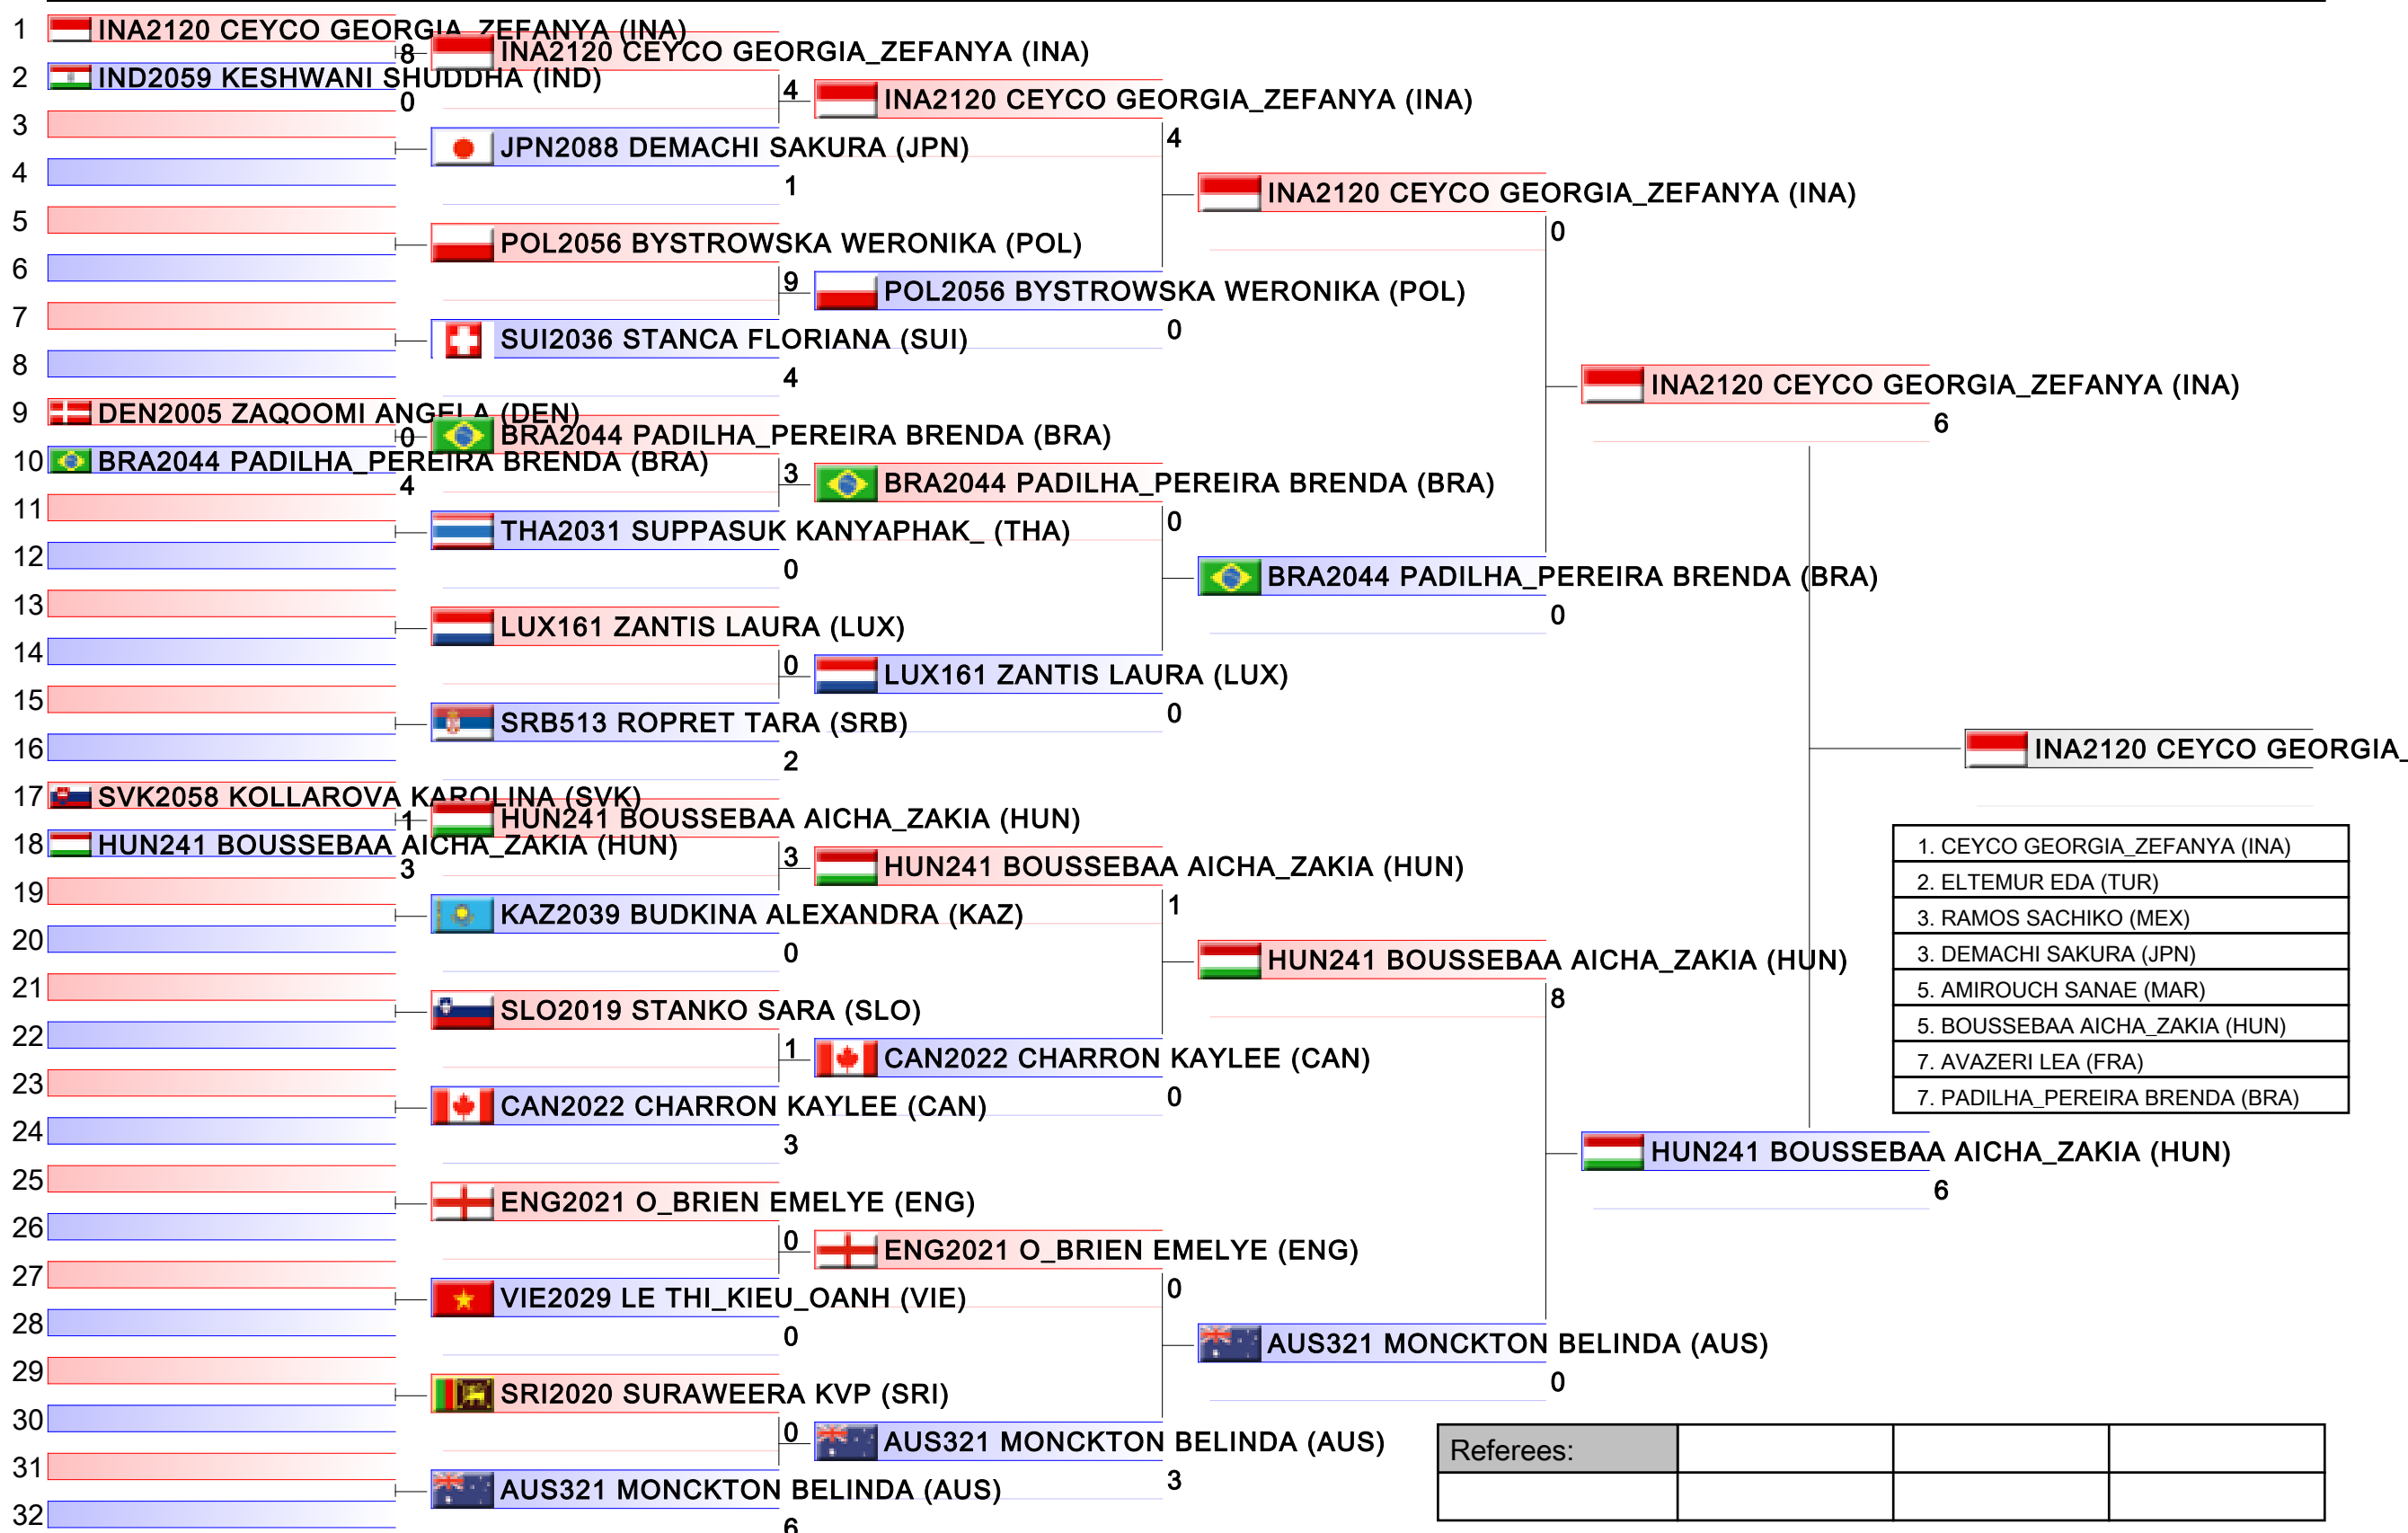 1 INA2120 CEYCO GEORGIA_ZEFANYA (INA)
8
2 IND2059 KESHWANI SHUDDHA (IND)
0
3
4
5
6
7
8
9 DEN2005 ZAQOOMI ANGELA (DEN)
0
10 BRA2044 PADILHA_PEREIRA BRENDA (BRA)
4
11
12
13
14
15
16
17 SVK2058 KOLLAROVA KAROLINA (SVK)
1
18 HUN241 BOUSSEBAA AICHA_ZAKIA (HUN)
3
19
20
21
22
23
24
25
26
27
28
29
30
31
32
INA2120 CEYCO GEORGIA_ZEFANYA (INA)
4
JPN2088 DEMACHI SAKURA (JPN)
1
POL2056 BYSTROWSKA WERONIKA (POL)
9
SUI2036 STANCA FLORIANA (SUI)
4
BRA2044 PADILHA_PEREIRA BRENDA (BRA)
3
THA2031 SUPPASUK KANYAPHAK_ (THA)
0
LUX161 ZANTIS LAURA (LUX)
0
SRB513 ROPRET TARA (SRB)
2
HUN241 BOUSSEBAA AICHA_ZAKIA (HUN)
3
KAZ2039 BUDKINA ALEXANDRA (KAZ)
0
SLO2019 STANKO SARA (SLO)
1
CAN2022 CHARRON KAYLEE (CAN)
3
ENG2021 O_BRIEN EMELYE (ENG)
0
VIE2029 LE THI_KIEU_OANH (VIE)
0
SRI2020 SURAWEERA KVP (SRI)
0
AUS321 MONCKTON BELINDA (AUS)
6
INA2120 CEYCO GEORGIA_ZEFANYA (INA)
4
POL2056 BYSTROWSKA WERONIKA (POL)
0
BRA2044 PADILHA_PEREIRA BRENDA (BRA)
0
LUX161 ZANTIS LAURA (LUX)
0
HUN241 BOUSSEBAA AICHA_ZAKIA (HUN)
1
CAN2022 CHARRON KAYLEE (CAN)
0
ENG2021 O_BRIEN EMELYE (ENG)
0
AUS321 MONCKTON BELINDA (AUS)
3
INA2120 CEYCO GEORGIA_ZEFANYA (INA)
0
BRA2044 PADILHA_PEREIRA BRENDA (BRA)
0
HUN241 BOUSSEBAA AICHA_ZAKIA (HUN)
8
AUS321 MONCKTON BELINDA (AUS)
0
INA2120 CEYCO GEORGIA_ZEFANYA (INA)
6
HUN241 BOUSSEBAA AICHA_ZAKIA (HUN)
6
INA2120 CEYCO GEORGIA_
1. CEYCO GEORGIA_ZEFANYA (INA)
2. ELTEMUR EDA (TUR)
3. RAMOS SACHIKO (MEX)
3. DEMACHI SAKURA (JPN)
5. AMIROUCH SANAE (MAR)
5. BOUSSEBAA AICHA_ZAKIA (HUN)
7. AVAZERI LEA (FRA)
7. PADILHA_PEREIRA BRENDA (BRA)
Referees: